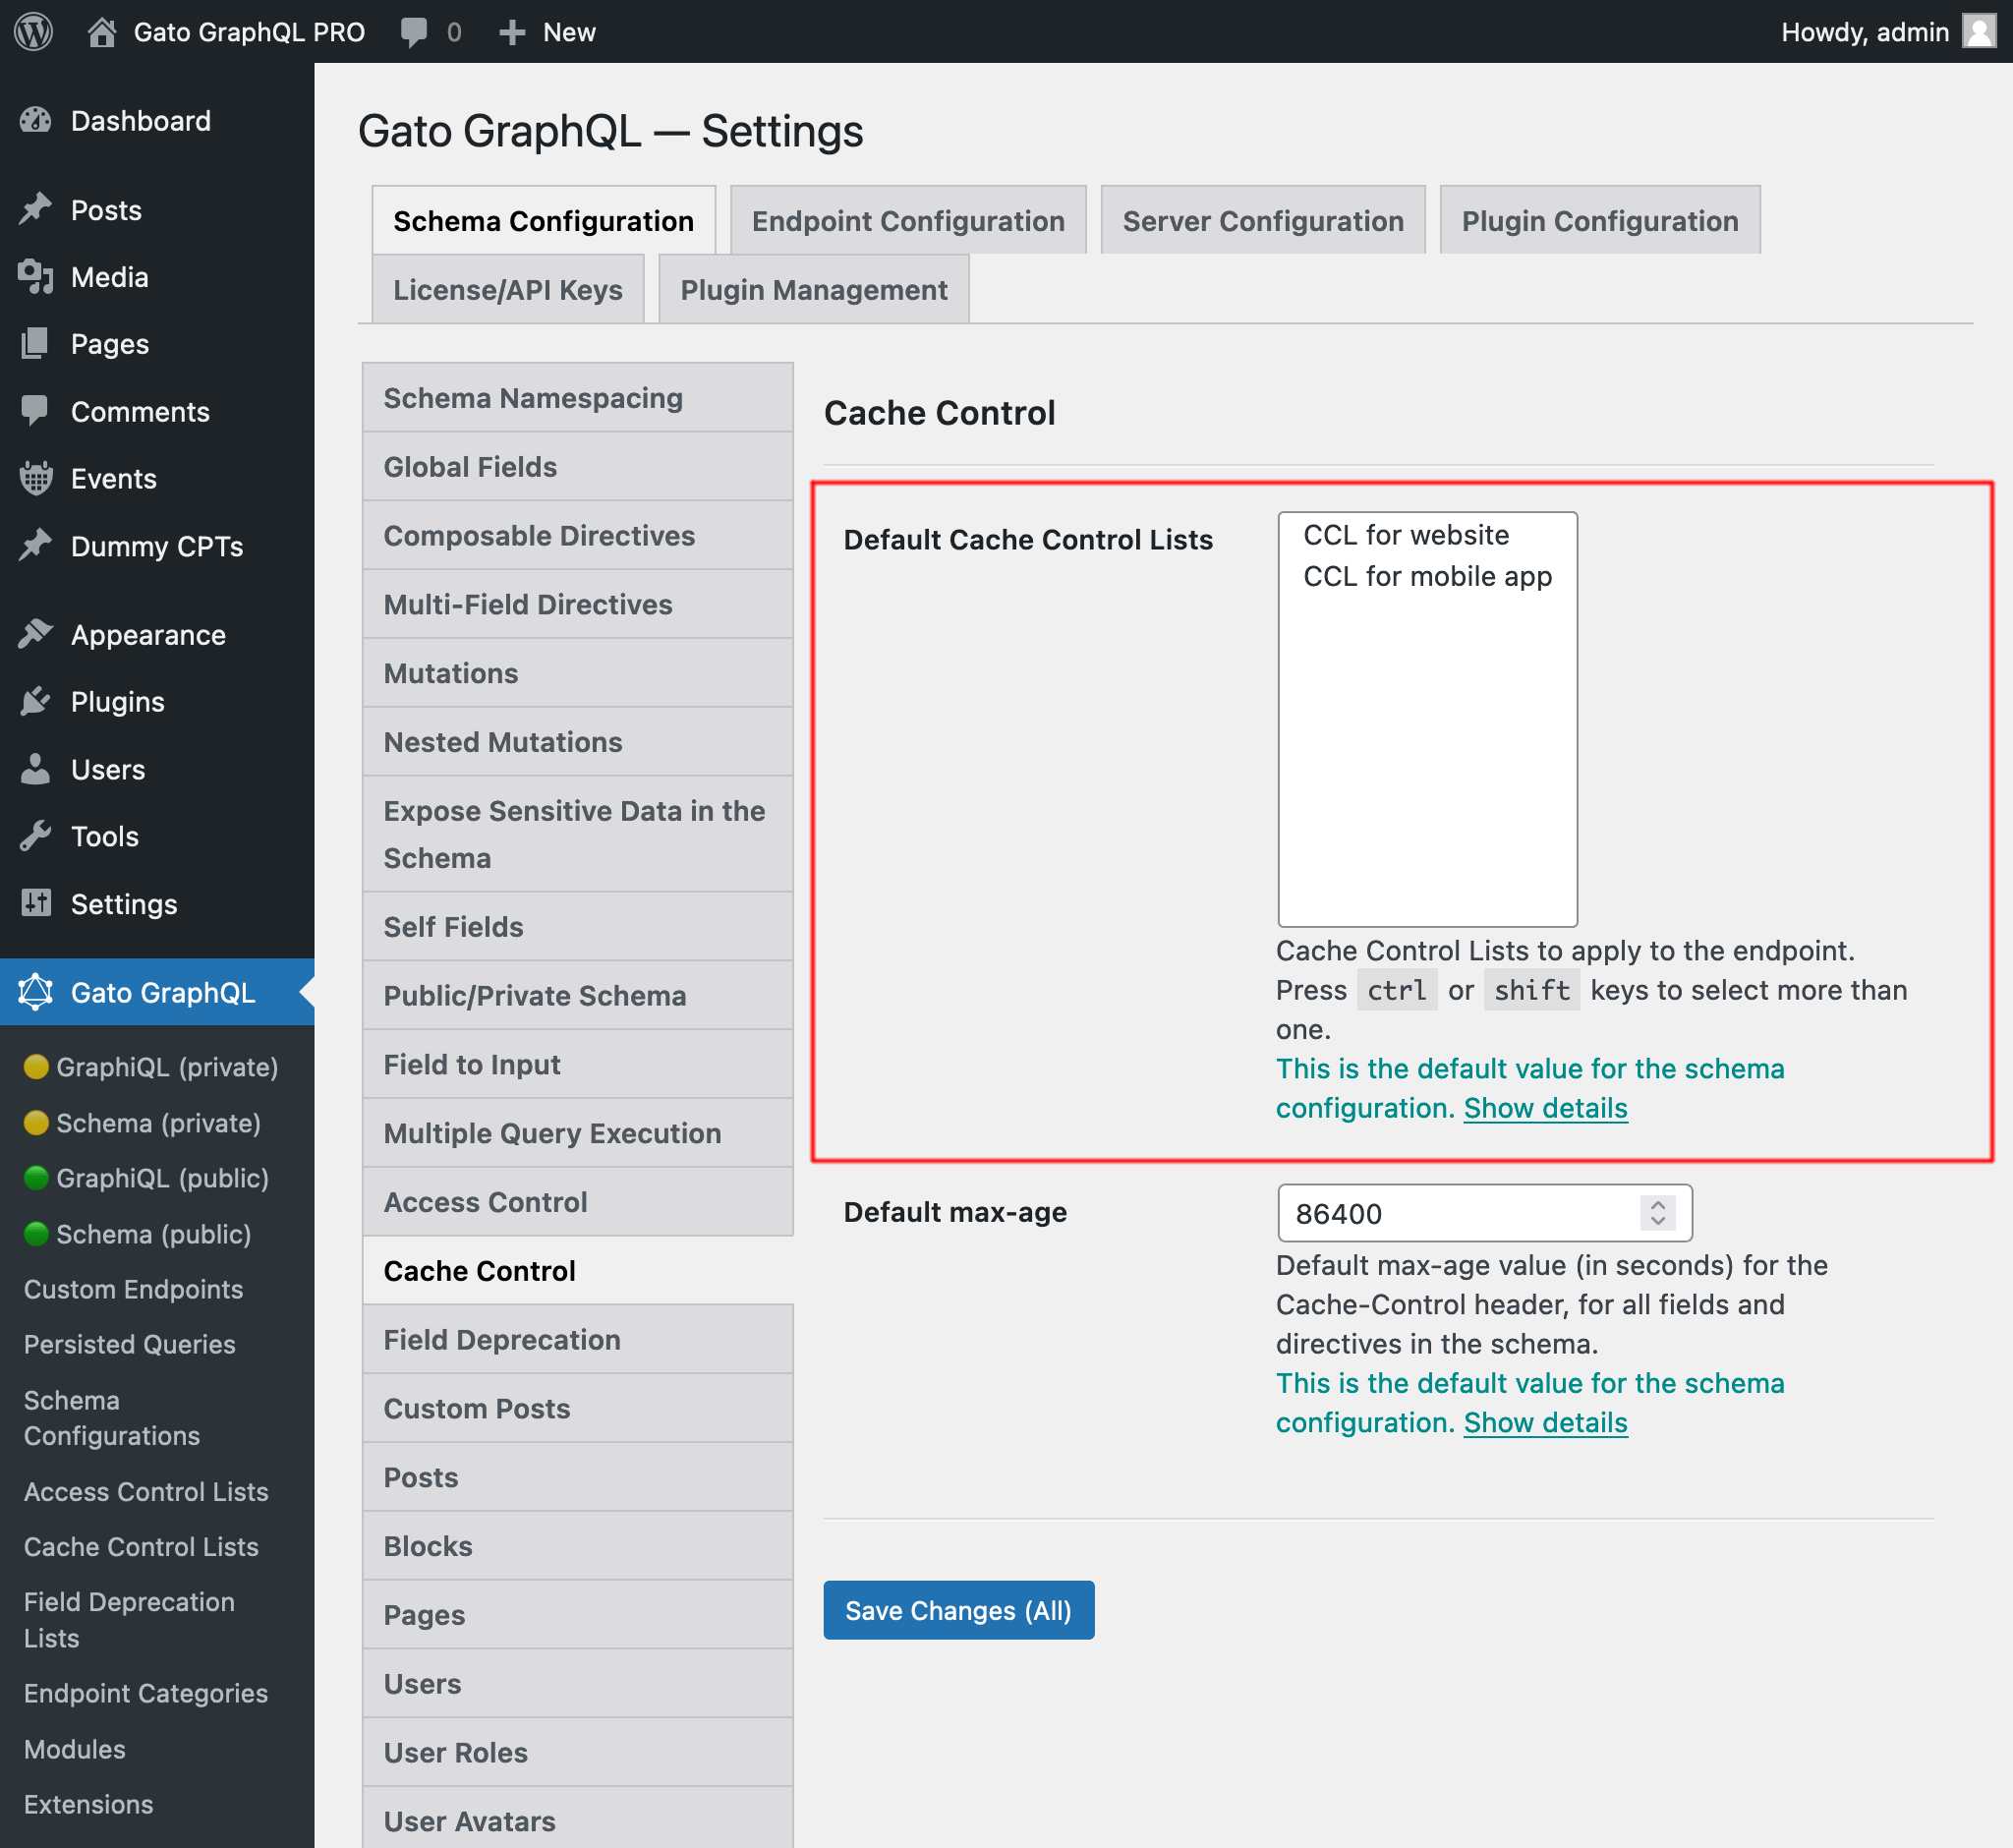 Gato GraphQL PRO
0
New
Howdy, admin
Dashboard
Posts
Media
Pages
Comments
Events
Dummy CPTs
Appearance
Plugins
Users
Tools
Settings
Gato GraphQL
GraphiQL (private)
Schema (private)
GraphiQL (public)
Schema (public)
Custom Endpoints
Persisted Queries
Schema
Configurations
Access Control Lists
Cache Control Lists
Field Deprecation
Lists
Endpoint Categories
Modules
Extensions
Gato GraphQL — Settings
Schema Configuration
Endpoint Configuration
Server Configuration
Plugin Configuration
License/API Keys
Plugin Management
Schema Namespacing
Global Fields
Composable Directives
Multi-Field Directives
Mutations
Nested Mutations
Expose Sensitive Data in the
Schema
Self Fields
Public/Private Schema
Field to Input
Multiple Query Execution
Access Control
Cache Control
Field Deprecation
Custom Posts
Posts
Blocks
Pages
Users
User Roles
User Avatars
Cache Control
Default Cache Control Lists
CCL for website
CCL for mobile app
Cache Control Lists to apply to the endpoint.
Press ctrl or shift keys to select more than
one.
This is the default value for the schema
configuration. Show details
Default max-age
86400
Default max-age value (in seconds) for the
Cache-Control header, for all fields and
directives in the schema.
This is the default value for the schema
configuration. Show details
Save Changes (All)